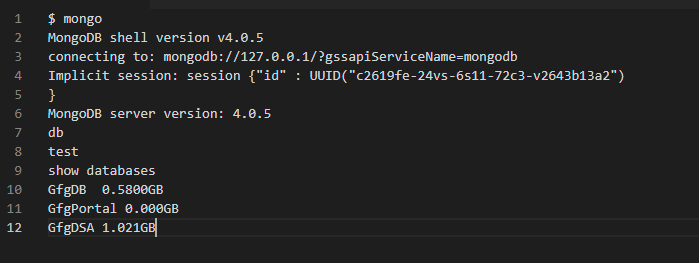 1 $ mongo
2 MongoDB shell version v4.0.5
3 connecting to: mongodb://127.0.0.1/?gssapiServiceName=mongodb
4 Implicit session: session {"id" : UUID("c2619fe-24vs-6s11-72c3-v2643b13a2")
5 }
6 MongoDB server version: 4.0.5
7 db
8 test
9 show databases
10 GfgDB  0.5800GB
11 GfgPortal 0.000GB
12 GfgDSA 1.021GB